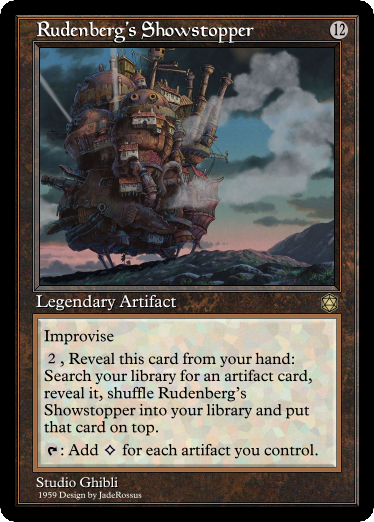 Rudenberg's Showstopper 12
Legendary Artifact
Improvise
2, Reveal this card from your hand:
Search your library for an artifact card,
reveal it, shuffle Rudenberg's
Showstopper into your library and put
that card on top.
: Add for each artifact you control.
Studio Ghibli
1959 Design by JadeRossus